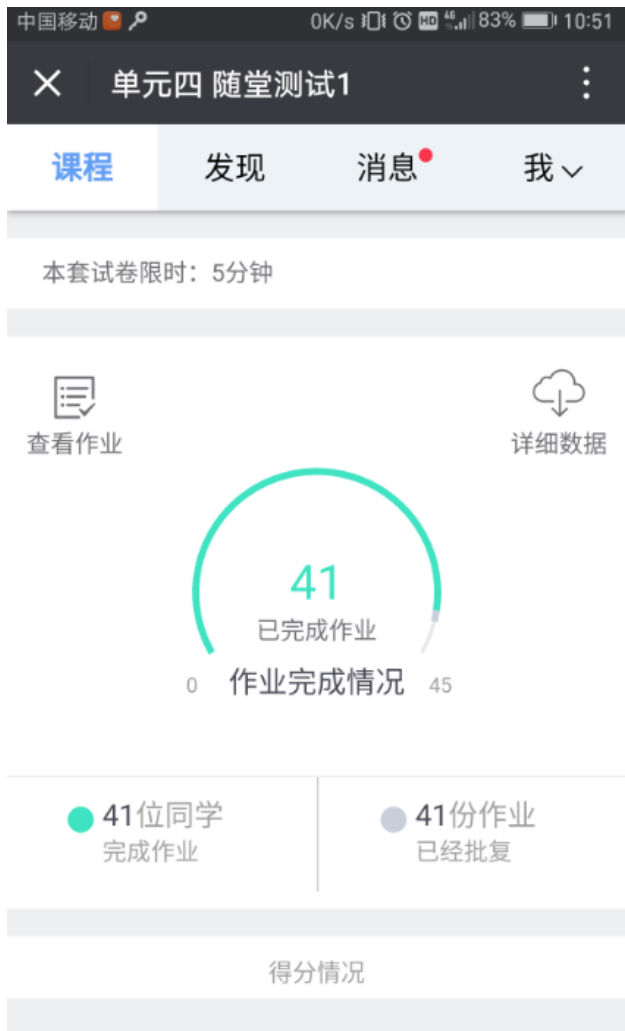 中国移动 0K/s HD 4G 83% 10:51
单元四 随堂测试1
课程 发现 消息 我
本套试卷限时：5分钟
查看作业 详细数据
41
已完成作业
0 作业完成情况 45
41位同学 41份作业
完成作业 已经批复
得分情况